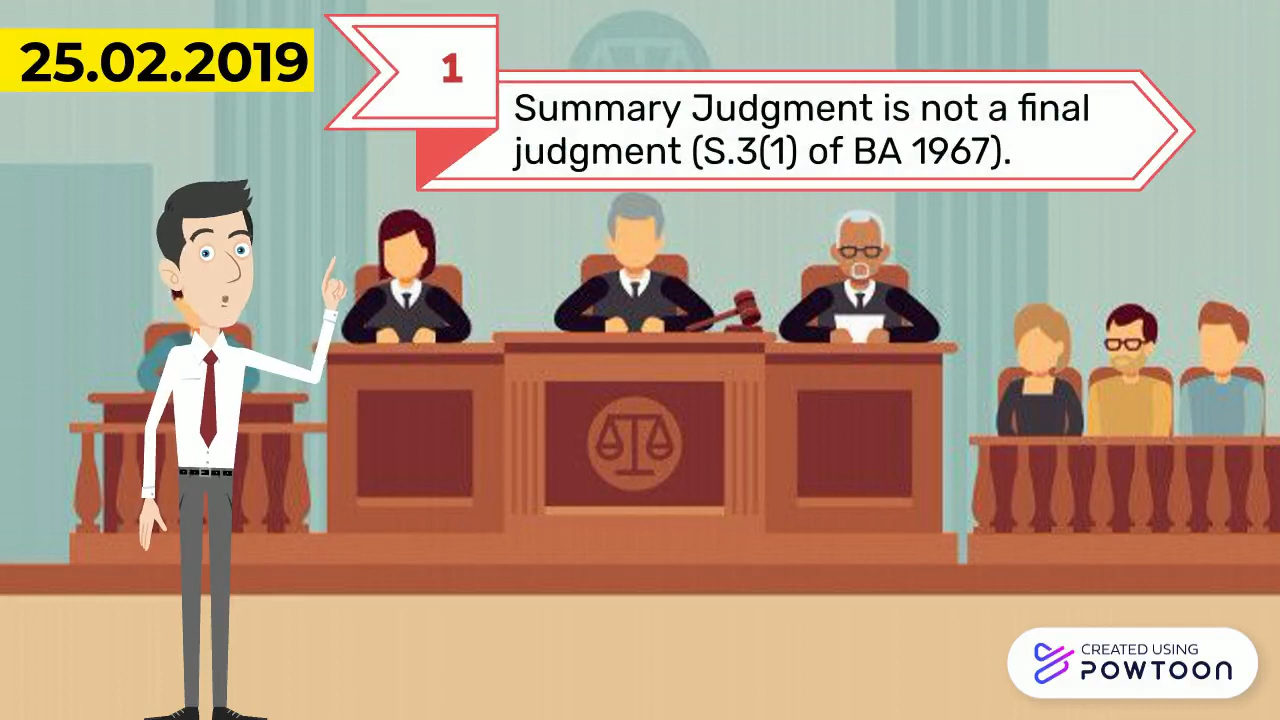 25.02.2019
1
Summary Judgment is not a final
judgment (S.3(1) of BA 1967).
CREATED USING
POWTOON